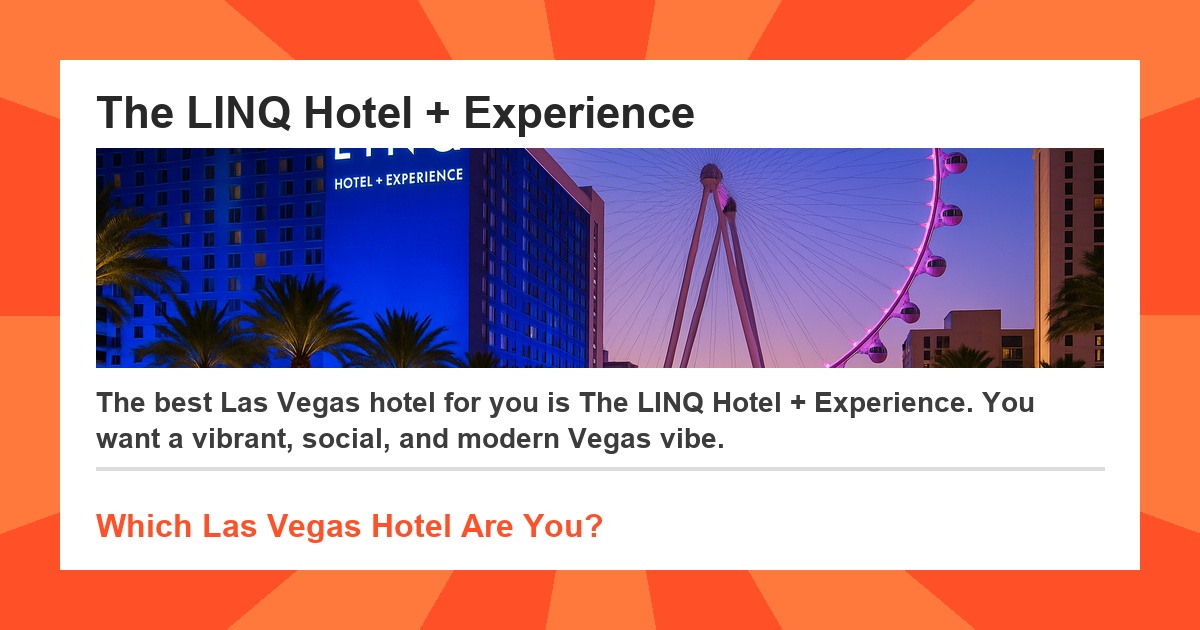 The LINQ Hotel + Experience
HOTEL + EXPERIENCE
The best Las Vegas hotel for you is The LINQ Hotel + Experience. You
want a vibrant, social, and modern Vegas vibe.
Which Las Vegas Hotel Are You?